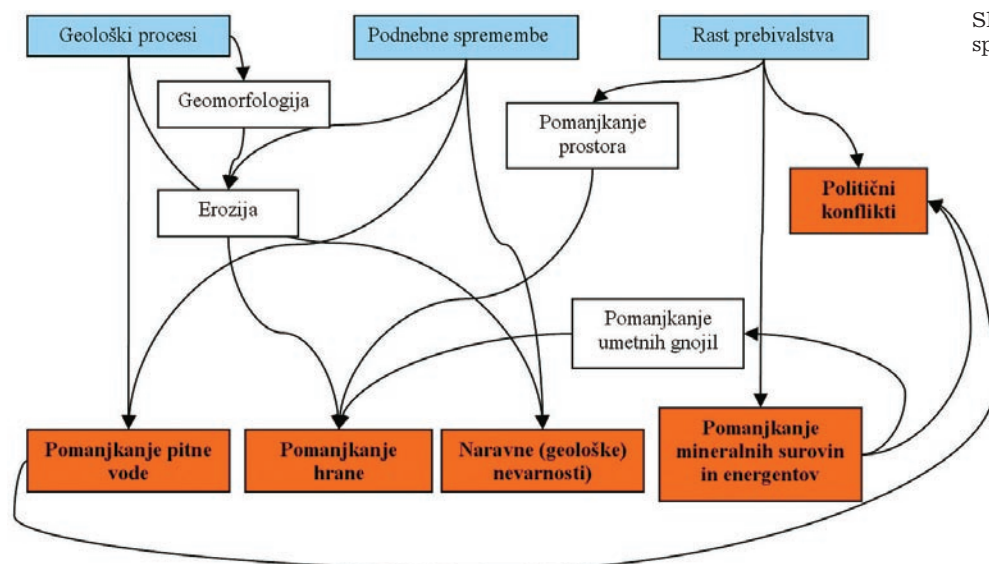 Geološki procesi
Podnebne spremembe
Rast prebivalstva
Geomorfologija
Pomanjkanje
prostora
Politični
konflikti
Erozija
Pomanjkanje
umetnih gnojil
Pomanjkanje pitne
vode
Pomanjkanje
hrane
Naravne (geološke)
nevarnosti)
Pomanjkanje
mineralnih surovin
in energentov